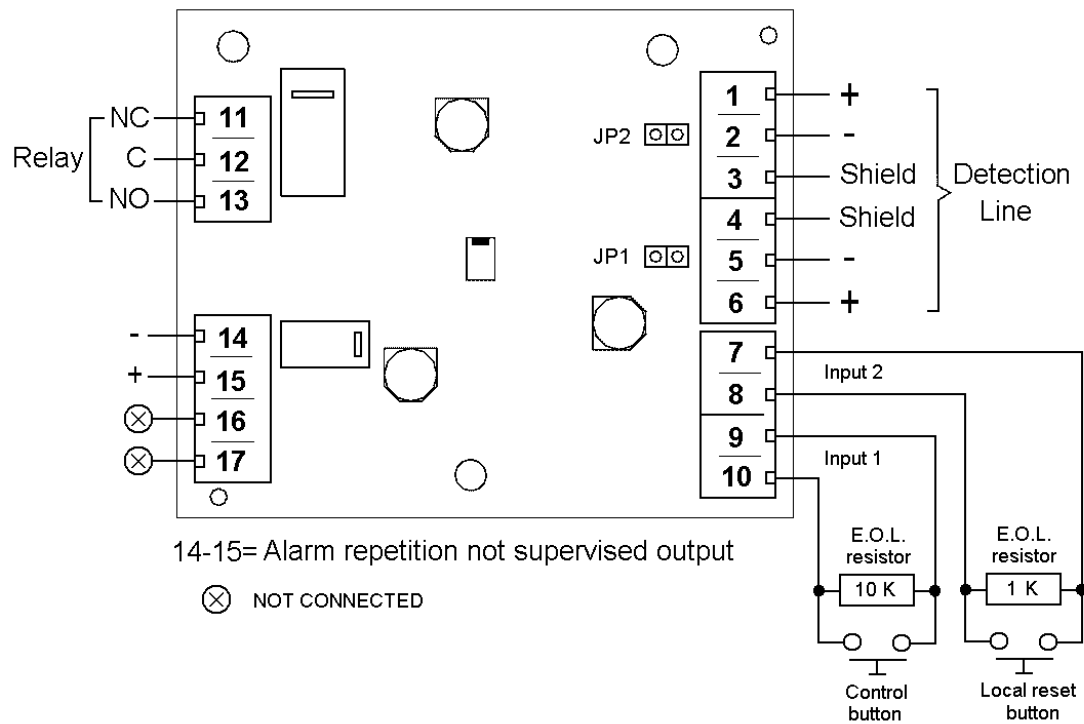 NC
11
Relay
C
12
NO
13
1
+
JP2
2
-
3
Shield
Detection
Line
4
Shield
JP1
5
-
6
+
-
14
+
15
16
17
7
Input 2
8
9
Input 1
10
14-15= Alarm repetition not supervised output
NOT CONNECTED
E.O.L.
resistor
10 K
E.O.L.
resistor
1 K
Control
button
Local reset
button